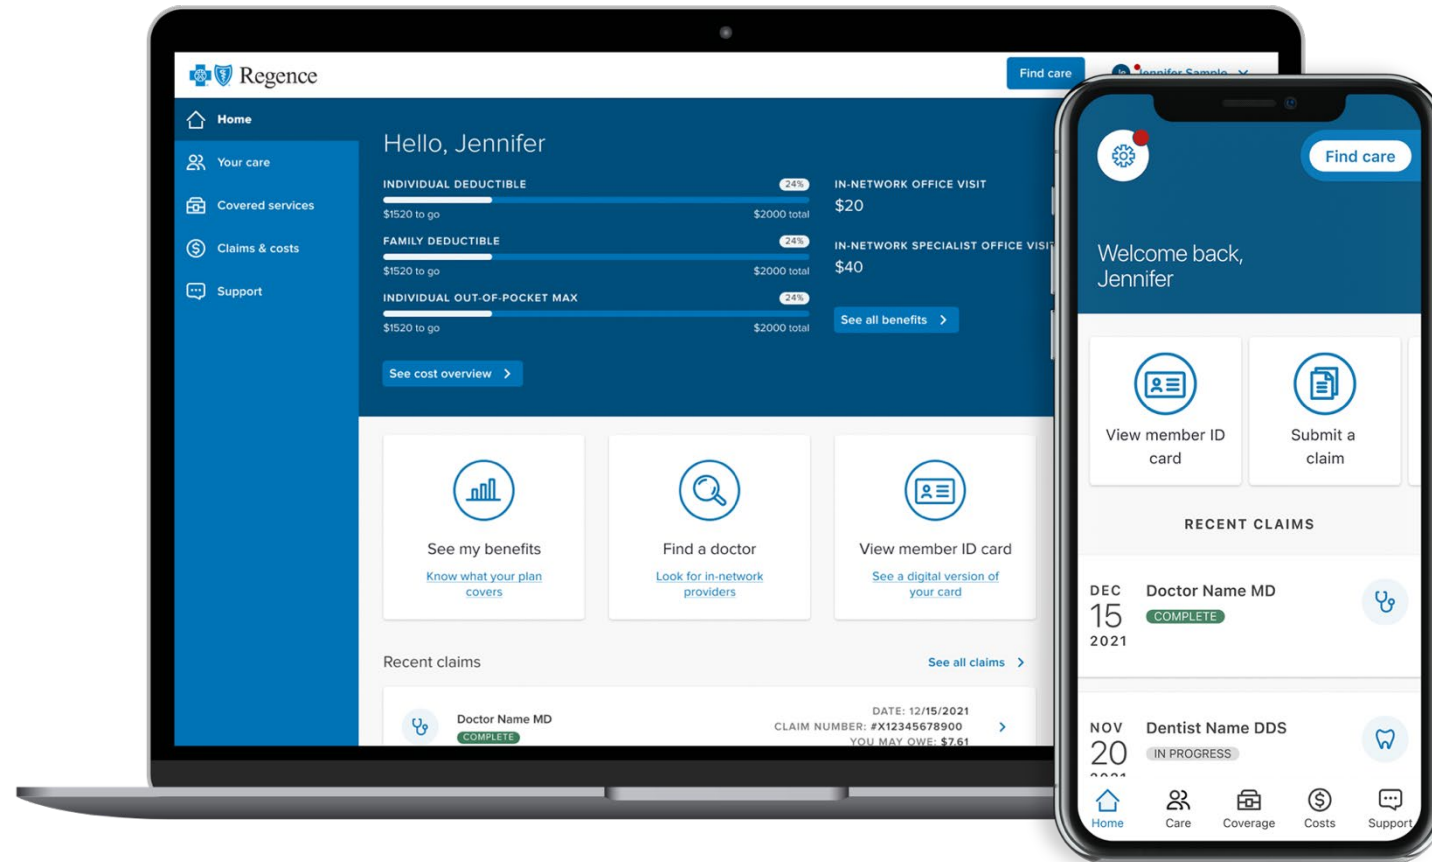 Regence
Find care
Jennifer Sample
Home
Your care
Covered services
Claims & costs
Support
Hello, Jennifer
INDIVIDUAL DEDUCTIBLE
24%
$1520 to go
$2000 total
FAMILY DEDUCTIBLE
24%
$1520 to go
$2000 total
INDIVIDUAL OUT-OF-POCKET MAX
24%
$1520 to go
$2000 total
See cost overview
IN-NETWORK OFFICE VISIT
$20
IN-NETWORK SPECIALIST OFFICE VISIT
$40
See all benefits
See my benefits
Know what your plan
covers
Find a doctor
Look for in-network
providers
View member ID card
See a digital version of
your card
Recent claims
See all claims
Doctor Name MD
COMPLETE
DATE: 12/15/2021
CLAIM NUMBER: #X12345678900
YOU MAY OWE: $7.61
Find care
Welcome back,
Jennifer
View member ID
card
Submit a
claim
RECENT CLAIMS
DEC
15
2021
Doctor Name MD
COMPLETE
NOV
20
2021
Dentist Name DDS
IN PROGRESS
Home
Care
Coverage
Costs
Support